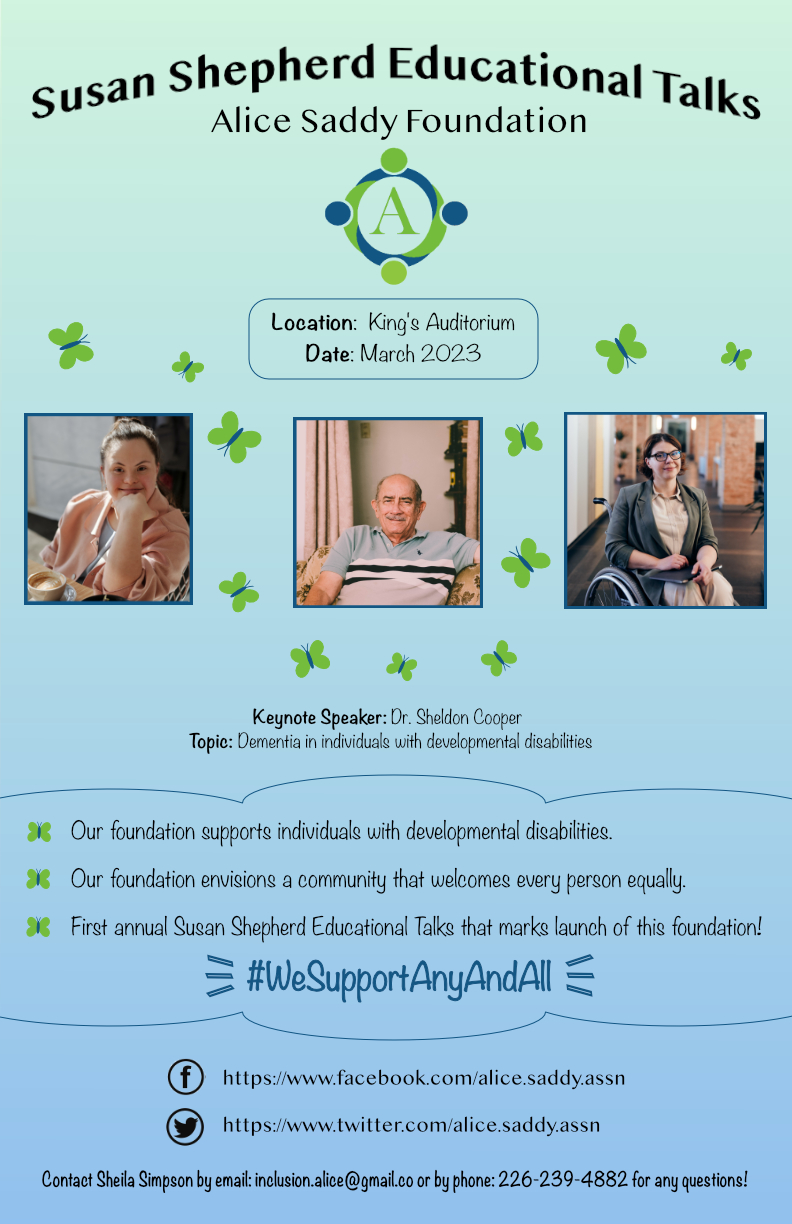 Susan Shepherd Educational Talks
Alice Saddy Foundation
A
Location: King's Auditorium
Date: March 2023
Keynote Speaker: Dr. Sheldon Cooper
Topic: Dementia in individuals with developmental disabilities
Our foundation supports individuals with developmental disabilities.
Our foundation envisions a community that welcomes every person equally.
First annual Susan Shepherd Educational Talks that marks launch of this foundation!
#WeSupportAnyAndAll
https://www.facebook.com/alice.saddy.assn
https://www.twitter.com/alice.saddy.assn
Contact Sheila Simpson by email: inclusion.alice@gmail.co or by phone: 226-239-4882 for any questions!